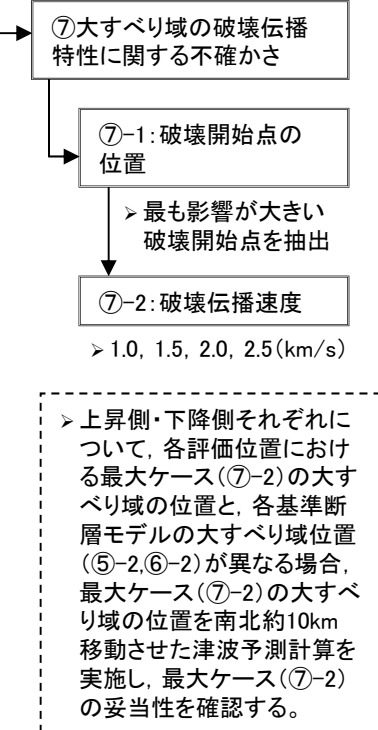 ⑦大すべり域の破壊伝播
特性に関する不確かさ
⑦-1:破壊開始点の
位置
➢最も影響が大きい
破壊開始点を抽出
⑦-2:破壊伝播速度
➢1.0, 1.5, 2.0, 2.5(km/s)
➢上昇側・下降側それぞれに
ついて,各評価位置におけ
る最大ケース(⑦-2)の大す
べり域の位置と,各基準断
層モデルの大すべり域位置
(⑤-2,⑥-2)が異なる場合,
最大ケース(⑦-2)の大すべ
り域の位置を南北約10km
移動させた津波予測計算を
実施し,最大ケース(⑦-2)
の妥当性を確認する。